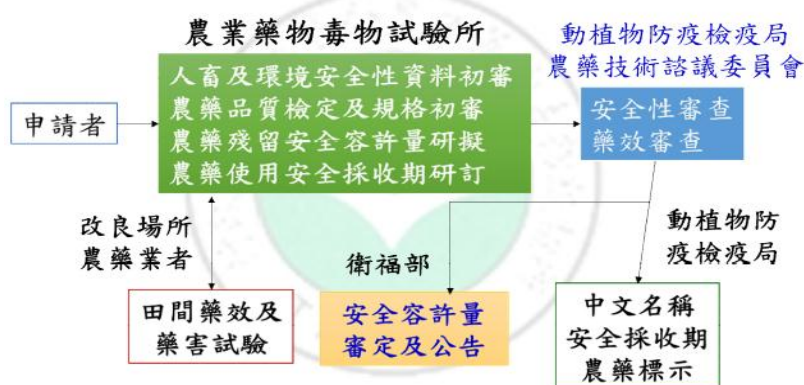 農業藥物毒物試驗所
動植物防疫檢疫局
農藥技術諮議委員會
申請者
人畜及環境安全性資料初審
農藥品質檢定及規格初審
農藥殘留安全容許量研擬
農藥使用安全採收期研訂
安全性審查
藥效審查
改良場所
農藥業者
衛福部
動植物防
疫檢疫局
田間藥效及
藥害試驗
安全容許量
審定及公告
中文名稱
安全採收期
農藥標示